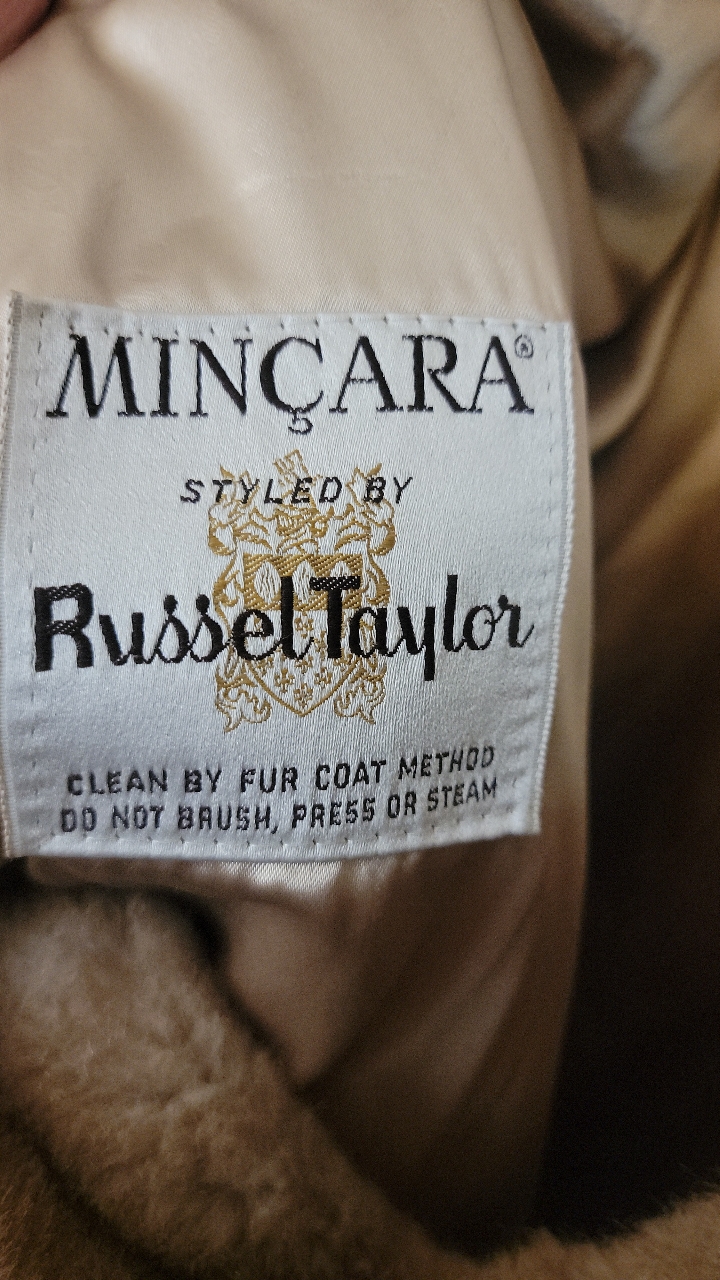 MINÇARA®
STYLED BY
Russel Taylor
CLEAN BY FUR COAT METHOD
DO NOT BRUSH, PRESS OR STEAM